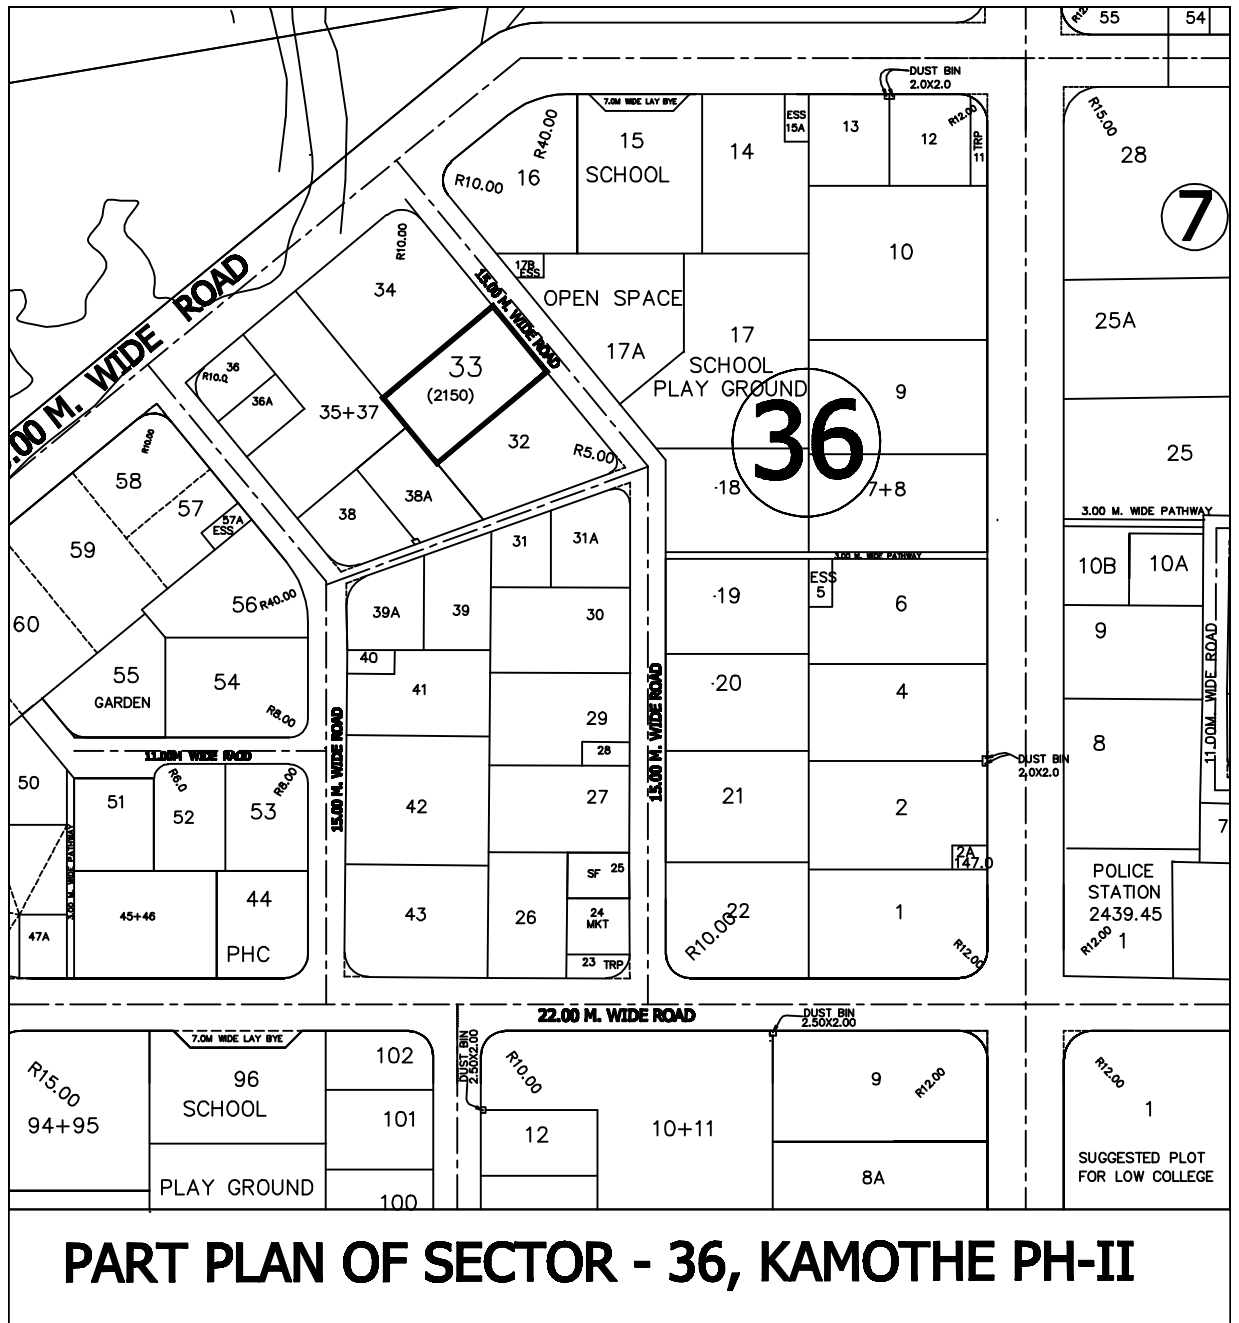 55
54
R12.
DUST BIN
2.0X2.0
7.0M WIDE LAY BYE
15
SCHOOL
14
ESS
15A
13
12
R12.00
TRP
11
R15.00
28
R40.00
R10.00
16
7
10
R10.00
34
17B
ESS
15.00 M. WIDE ROAD
OPEN SPACE
17A
17
SCHOOL
PLAY GROUND
25A
.00 M. WIDE ROAD
36
R10.0
36A
33
(2150)
35+37
9
36
32
R5.00
25
R10.00
58
57
57A
ESS
38
38A
18
7+8
3.00 M. WIDE PATHWAY
59
31
31A
3.00 M. WIDE PATHWAY
10B
10A
ESS
5
56
R40.00
60
39A
39
30
19
6
9
11.00M. WIDE ROAD
40
55
GARDEN
54
R8.00
41
20
4
15.00 M. WIDE ROAD
15.00 M. WIDE ROAD
29
28
8
11.00M WIDE RAOD
DUST BIN
2.0X2.0
50
51
R6.0
52
53
R8.00
42
27
21
2
7
3.00 M. WIDE PATHWAY
2A
147.0
SF 25
POLICE
STATION
2439.45
1
R12.00
44
PHC
45+46
47A
43
26
24
MKT
23 TRP
R10.00
22
1
R12.00
22.00 M. WIDE ROAD
DUST BIN
2.50X2.00
7.0M WIDE LAY BYE
R15.00
94+95
96
SCHOOL
PLAY GROUND
102
101
100
DUST BIN
2.50X2.00
R10.00
12
10+11
9
R12.00
8A
R12.00
1
SUGGESTED PLOT
FOR LOW COLLEGE
PART PLAN OF SECTOR - 36, KAMOTHE PH-II